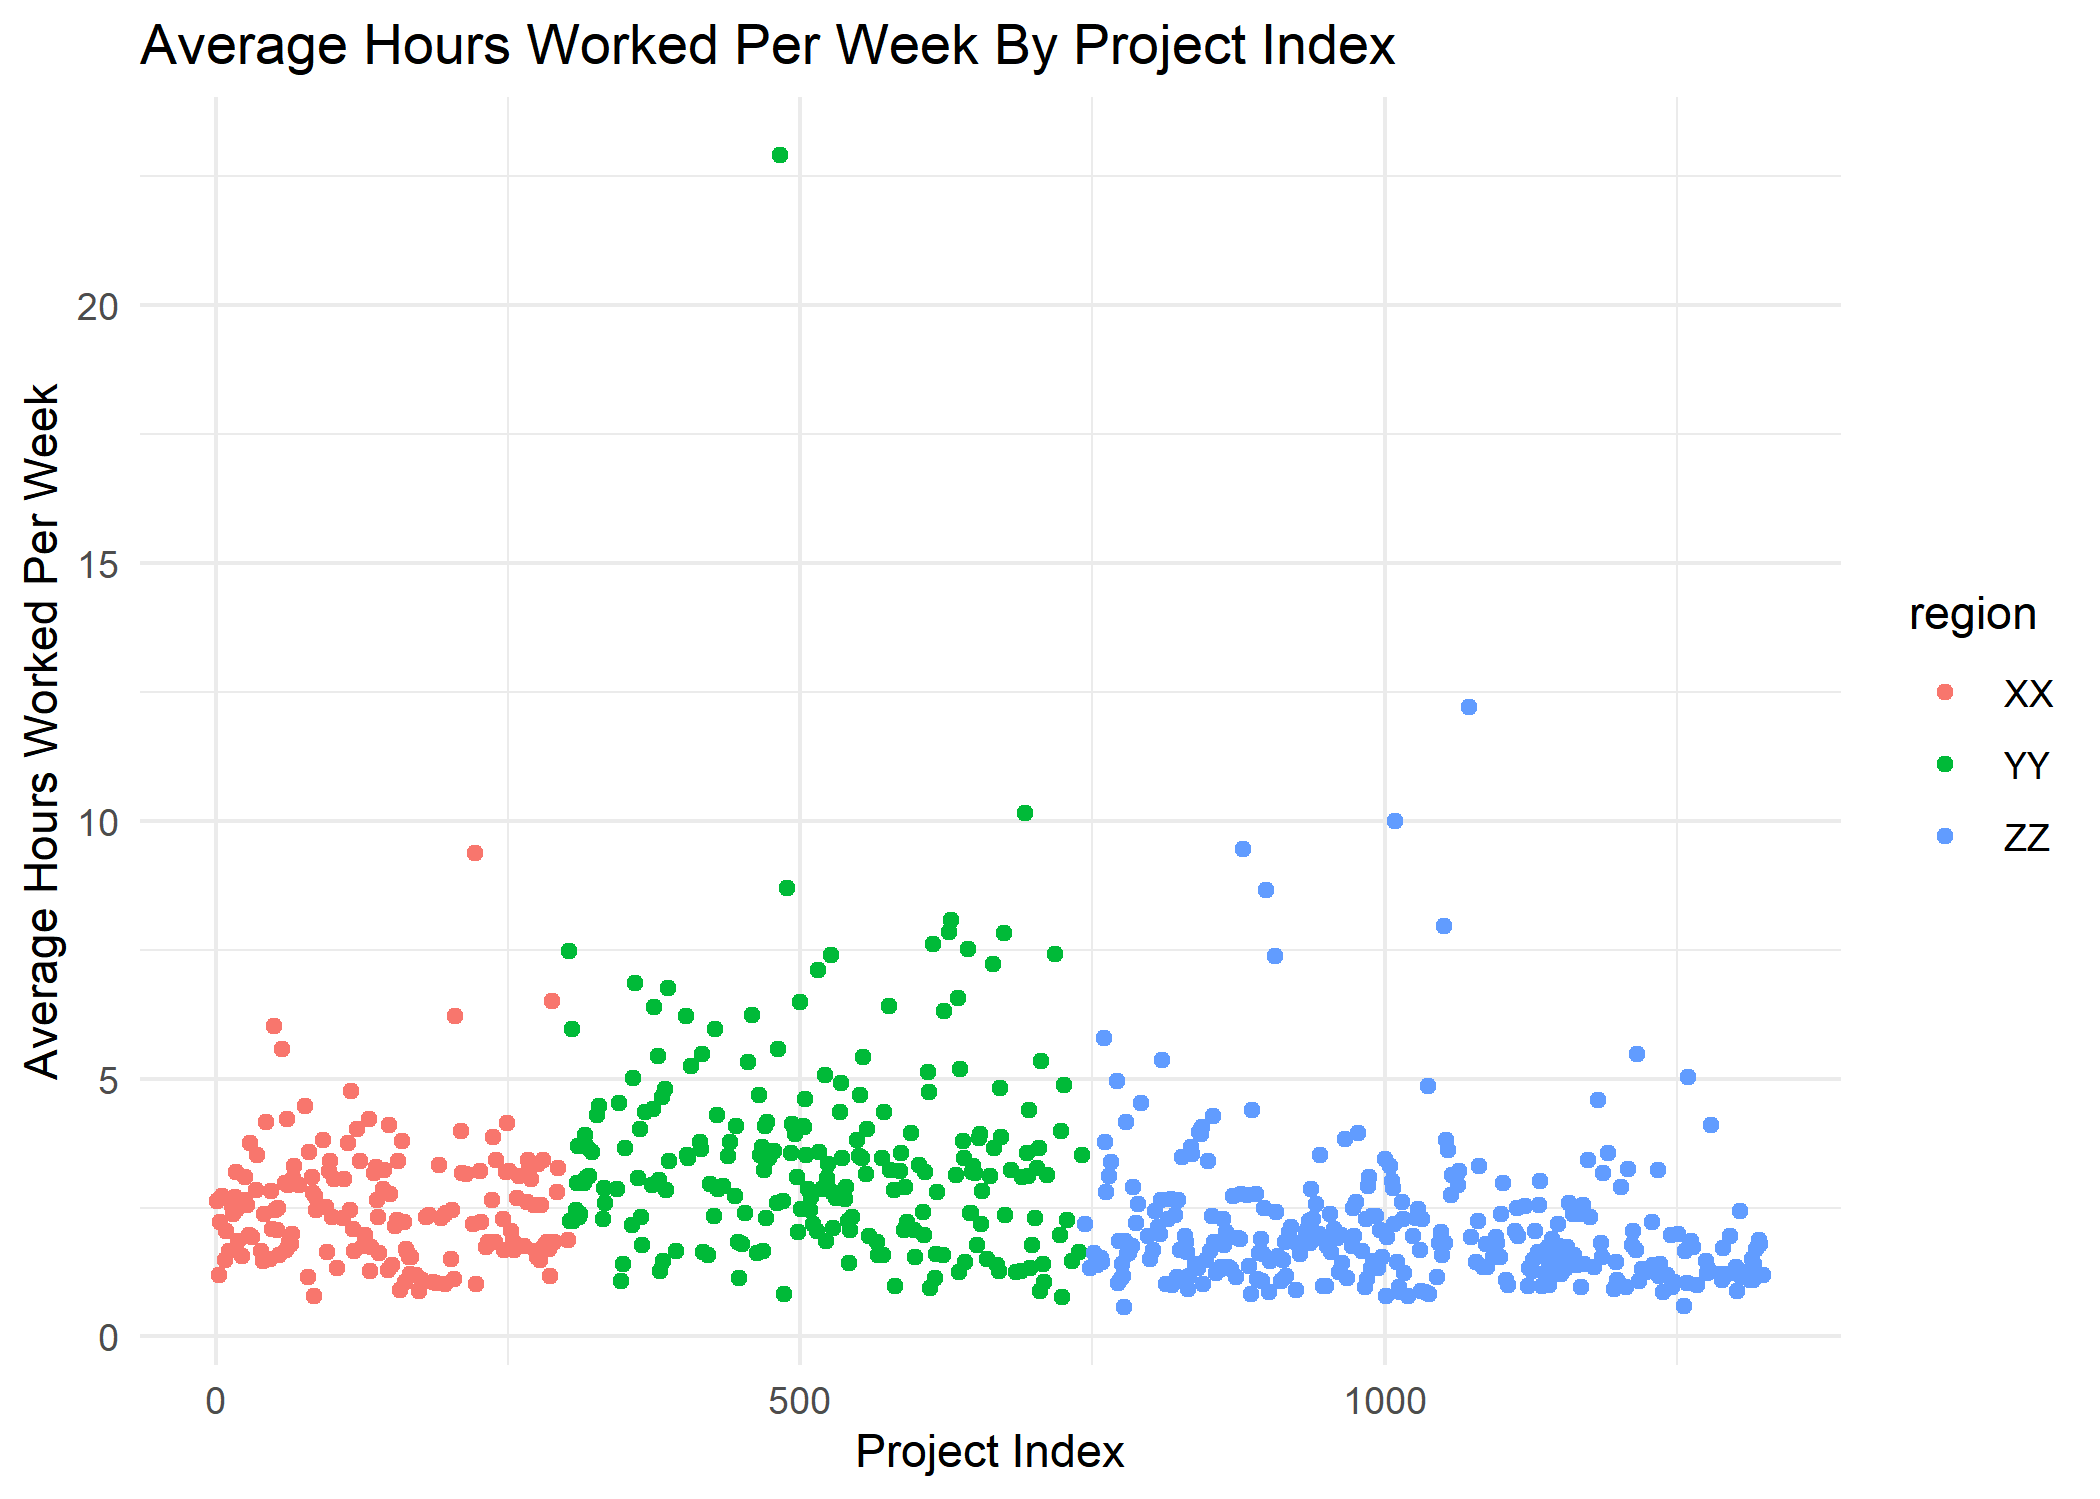 Average Hours Worked Per Week By Project Index
Average Hours Worked Per Week
20
15
10
5
0
0 500 1000
Project Index
region
XX
YY
ZZ